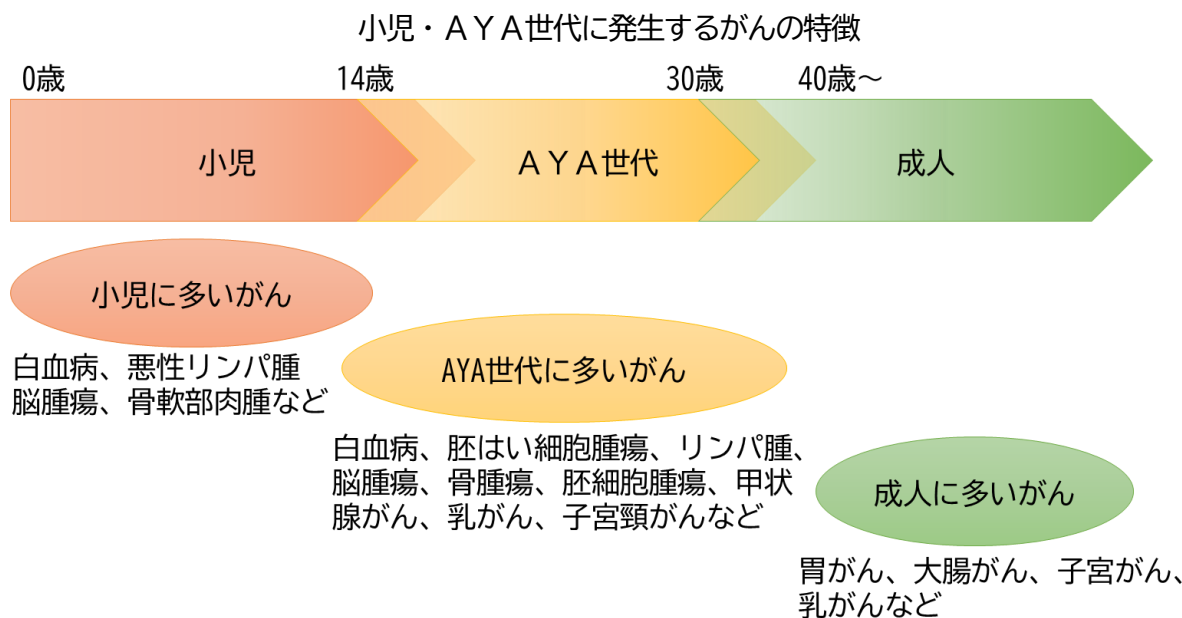 小児・ＡＹＡ世代に発生するがんの特徴
0歳
14歳
30歳
40歳～
小児
ＡＹＡ世代
成人
小児に多いがん
白血病、悪性リンパ腫
脳腫瘍、骨軟部肉腫など
AYA世代に多いがん
白血病、胚はい細胞腫瘍、リンパ腫、
脳腫瘍、骨腫瘍、胚細胞腫瘍、甲状
腺がん、乳がん、子宮頸がんなど
成人に多いがん
胃がん、大腸がん、子宮がん、
乳がんなど